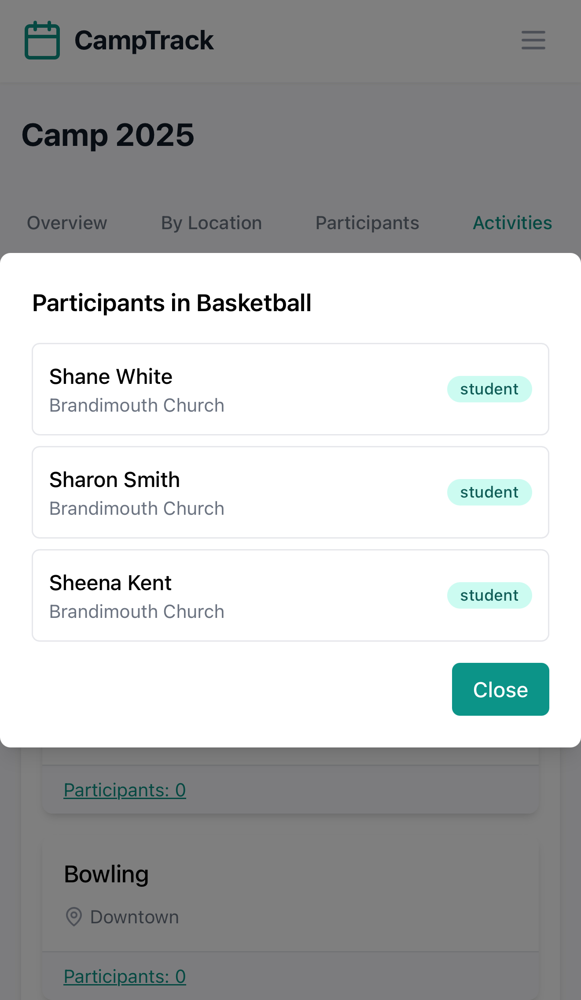 CampTrack
Camp 2025
Overview By Location Participants Activities
Participants in Basketball
Shane White
Brandimouth Church
student
Sharon Smith
Brandimouth Church
student
Sheena Kent
Brandimouth Church
student
Close
Participants: 0
Bowling
Downtown
Participants: 0